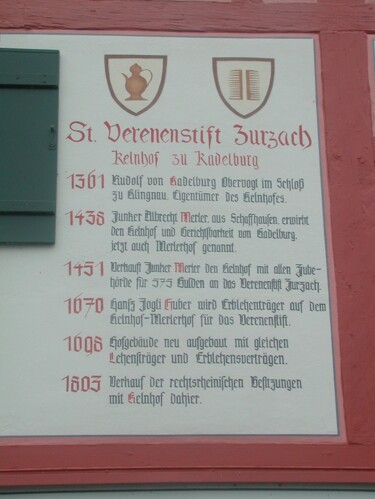 St. Verenenstift Zurzach
Kelnhof zu Kadelburg
1361 Rudolf von Kadelburg Obervogt im Schloß
zu Klingnau, Eigentümer des Kelnhofes.
1436 Junker Albrecht Merler, aus Schaffhausen, erwirbt
den Kelnhof und Gerichtsbarkeit von Kadelburg,
jetzt auch Merlerhof genannt.
1451 Verkauft Junker Merler den Kelnhof mit allen Zube-
hörde für 575 Gulden an das Verenenstift Zurzach.
1670 Hanß Jogli Huber wird Erblehenträger auf dem
Kelnhof-Merlerhof für das Verenenstift.
1698 Hofgebäude neu aufgebaut mit gleichen
Lehensträger und Erblehensverträgen.
1803 Verkauf der rechtsrheinischen Besitzungen
mit Kelnhof dahier.